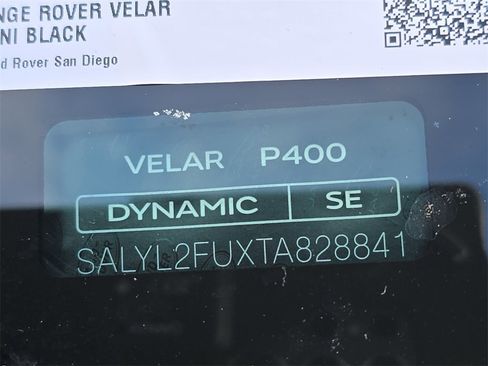 NGE ROVER VELAR
NI BLACK
d Rover San Diego
VELAR P400
DYNAMIC SE
SALYL2FUXTA828841